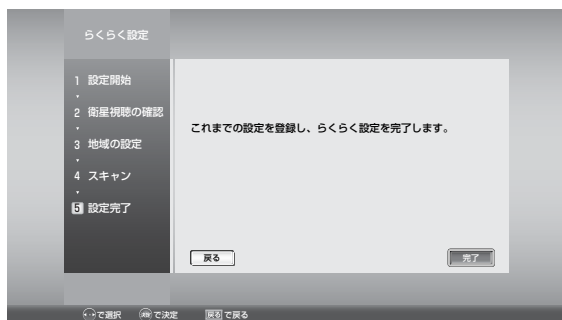 らくらく設定
1 設定開始
2 衛星視聴の確認
3 地域の設定
4 スキャン
5 設定完了
これまでの設定を登録し、らくらく設定を完了します。
戻る 完了
で選択 決定 で決定 戻る で戻る